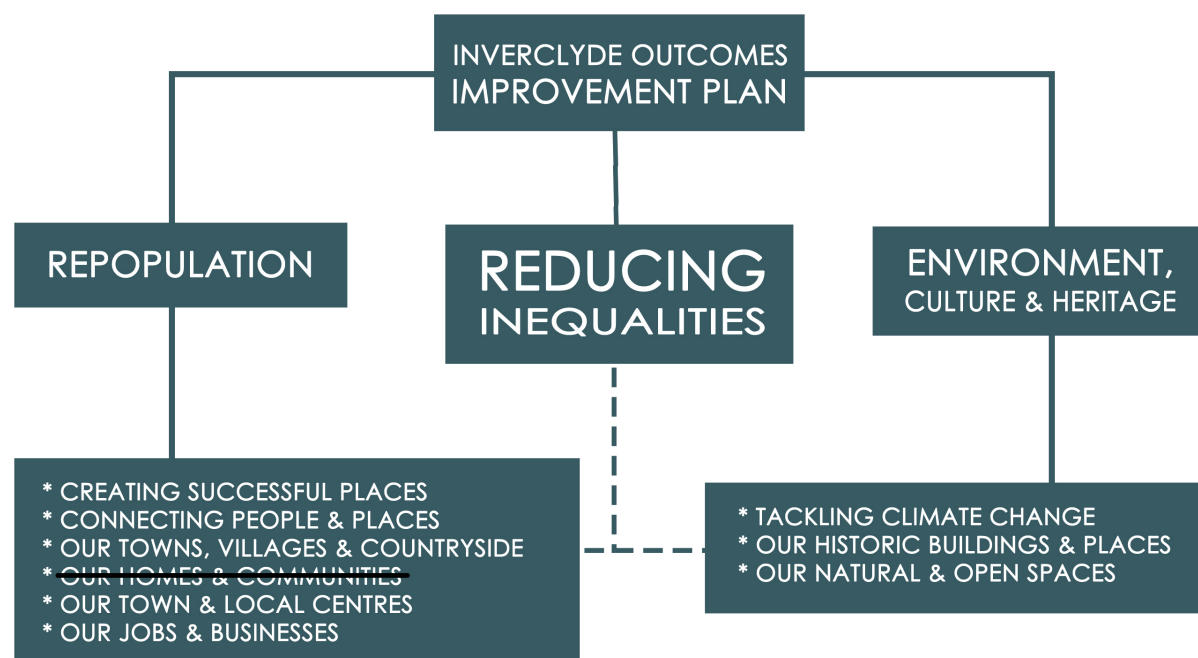 INVERCLYDE OUTCOMES
IMPROVEMENT PLAN
REPOPULATION
REDUCING
INEQUALITIES
ENVIRONMENT,
CULTURE & HERITAGE
* CREATING SUCCESSFUL PLACES
* CONNECTING PEOPLE & PLACES
* OUR TOWNS, VILLAGES & COUNTRYSIDE
* OUR HOMES & COMMUNITIES
* OUR TOWN & LOCAL CENTRES
* OUR JOBS & BUSINESSES
* TACKLING CLIMATE CHANGE
* OUR HISTORIC BUILDINGS & PLACES
* OUR NATURAL & OPEN SPACES